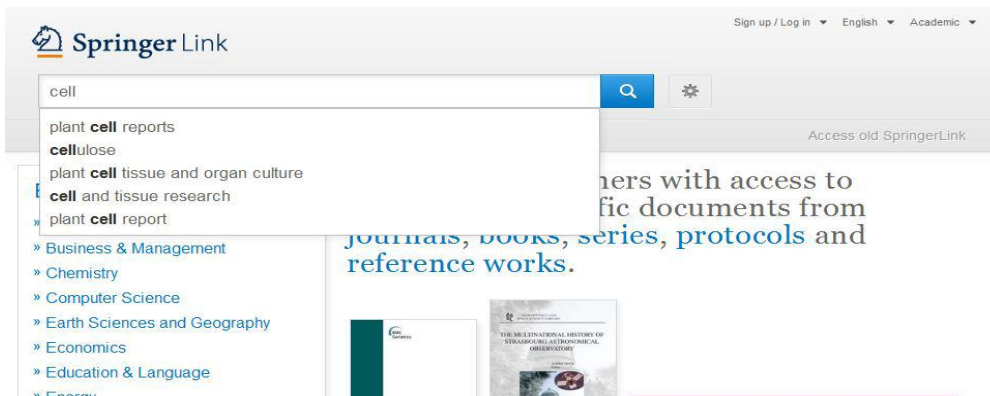 Sign up / Log in English Academic
Springer Link
cell
plant cell reports
cellulose
plant cell tissue and organ culture
cell and tissue research
plant cell report
Access old SpringerLink
» Business & Management
» Chemistry
» Computer Science
» Earth Sciences and Geography
» Economics
» Education & Language
» Energy
ners with access to
fic documents from
journals, books, series, protocols and
reference works.
BMC
Genomics
THE MULTINATIONAL HISTORY OF
STRASBOURG ASTRONOMICAL
OBSERVATORY